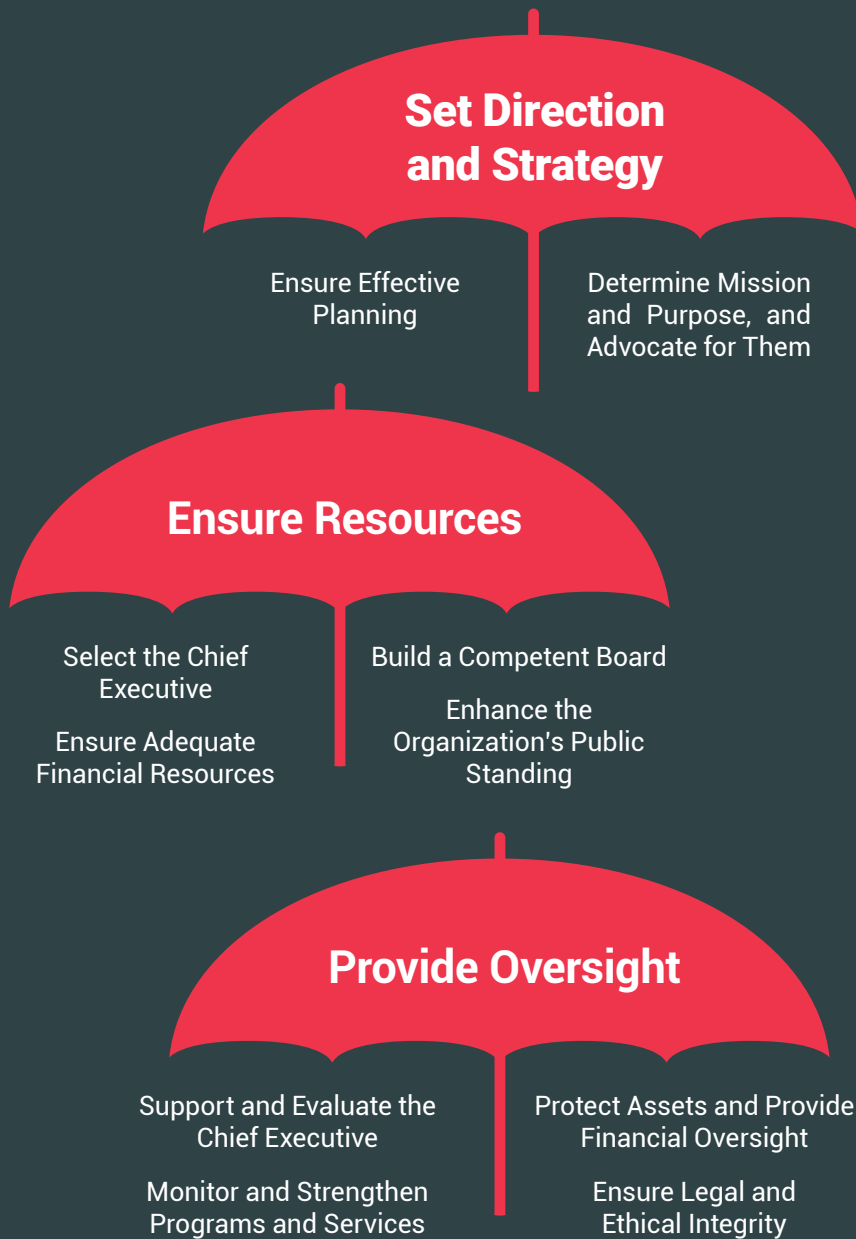 Set Direction
and Strategy
Ensure Effective
Planning
Determine Mission
and Purpose, and
Advocate for Them
Ensure Resources
Select the Chief
Executive
Ensure Adequate
Financial Resources
Build a Competent Board
Enhance the
Organization's Public
Standing
Provide Oversight
Support and Evaluate the
Chief Executive
Monitor and Strengthen
Programs and Services
Protect Assets and Provide
Financial Oversight
Ensure Legal and
Ethical Integrity